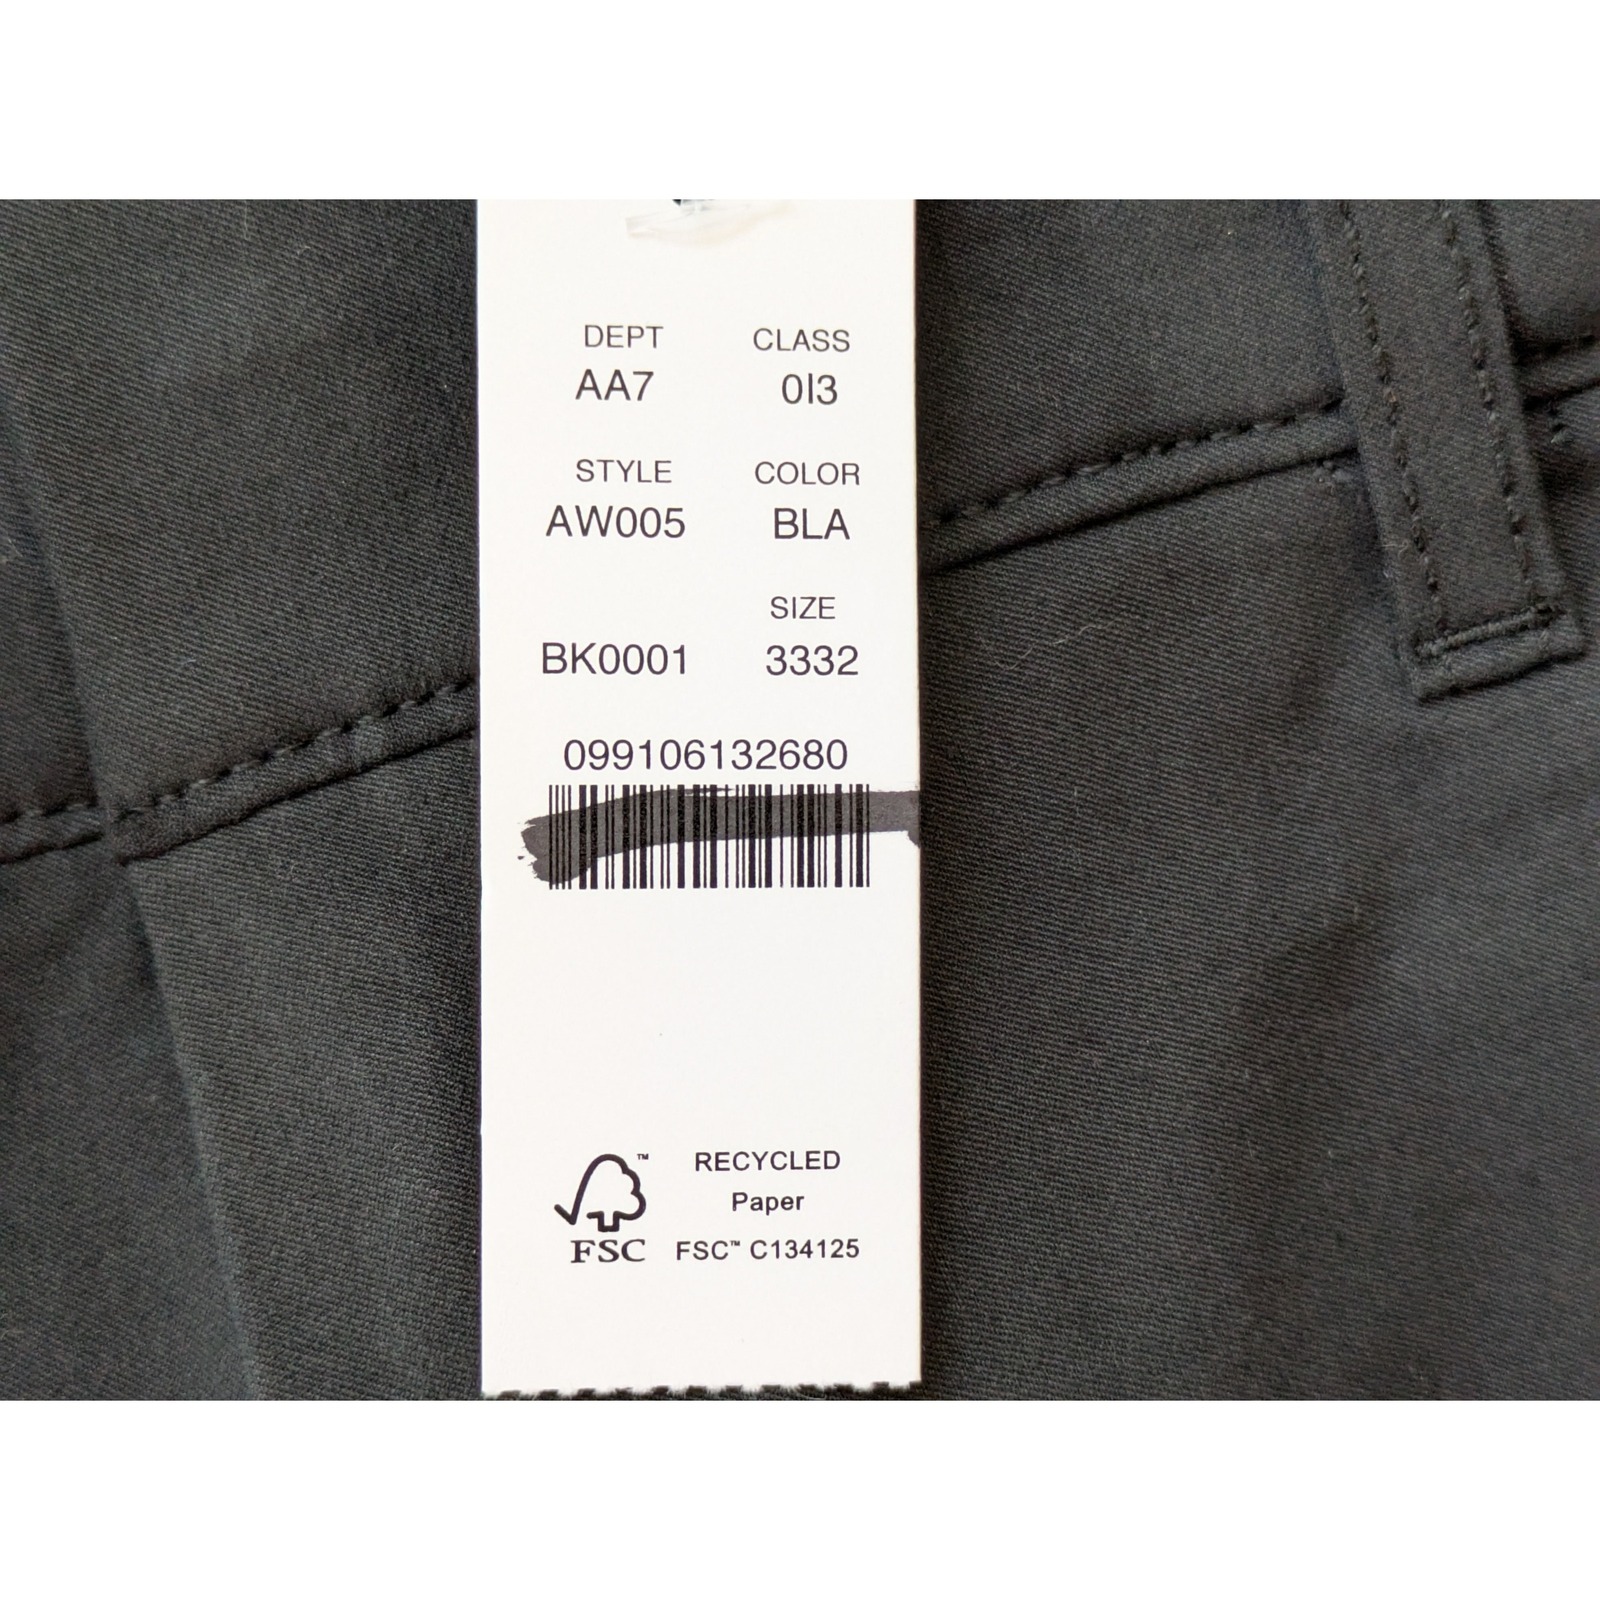 DEPT CLASS
AA7 0I3
STYLE COLOR
AW005 BLA
SIZE
BK0001 3332
099106132680
RECYCLED
Paper
FSC FSC™ C134125